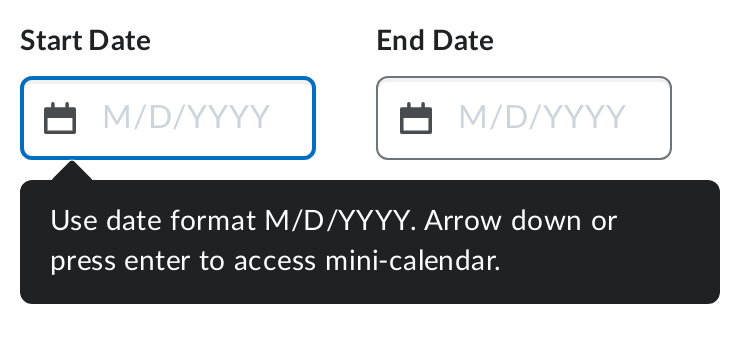 Start Date
End Date
M/D/YYYY
M/D/YYYY
Use date format M/D/YYYY. Arrow down or
press enter to access mini-calendar.